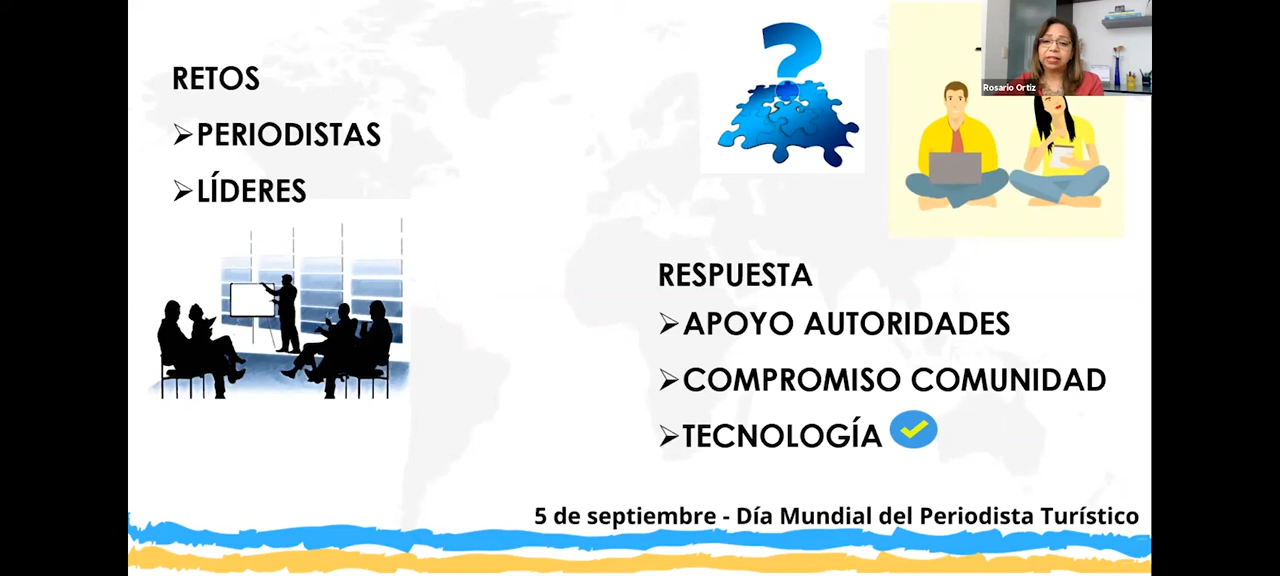 RETOS
➢PERIODISTAS
➢LÍDERES
Rosario Ortiz
RESPUESTA
➢APOYO AUTORIDADES
➢COMPROMISO COMUNIDAD
➢TECNOLOGÍA
5 de septiembre - Día Mundial del Periodista Turístico